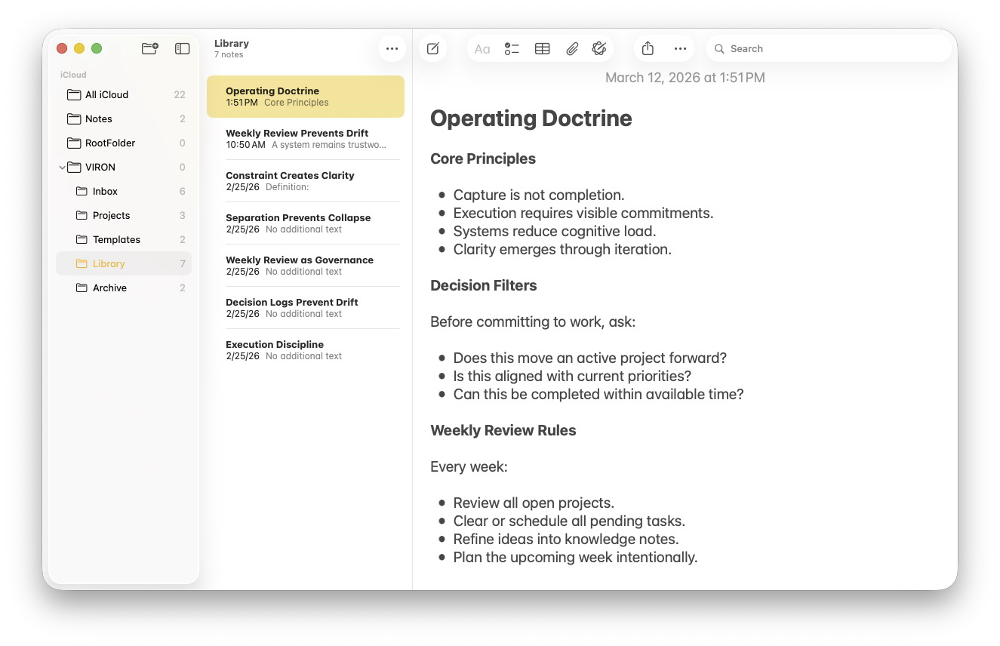 iCloud
All iCloud 22
Notes 2
RootFolder 0
VIRON 0
Inbox 6
Projects 3
Templates 2
Library 7
Archive 2
Library
7 notes
Operating Doctrine
1:51 PM Core Principles
Weekly Review Prevents Drift
10:50 AM A system remains trustwo...
Constraint Creates Clarity
2/25/26 Definition:
Separation Prevents Collapse
2/25/26 No additional text
Weekly Review as Governance
2/25/26 No additional text
Decision Logs Prevent Drift
2/25/26 No additional text
Execution Discipline
2/25/26 No additional text
Aa
Search
March 12, 2026 at 1:51 PM
Operating Doctrine
Core Principles
• Capture is not completion.
• Execution requires visible commitments.
• Systems reduce cognitive load.
• Clarity emerges through iteration.
Decision Filters
Before committing to work, ask:
• Does this move an active project forward?
• Is this aligned with current priorities?
• Can this be completed within available time?
Weekly Review Rules
Every week:
• Review all open projects.
• Clear or schedule all pending tasks.
• Refine ideas into knowledge notes.
• Plan the upcoming week intentionally.